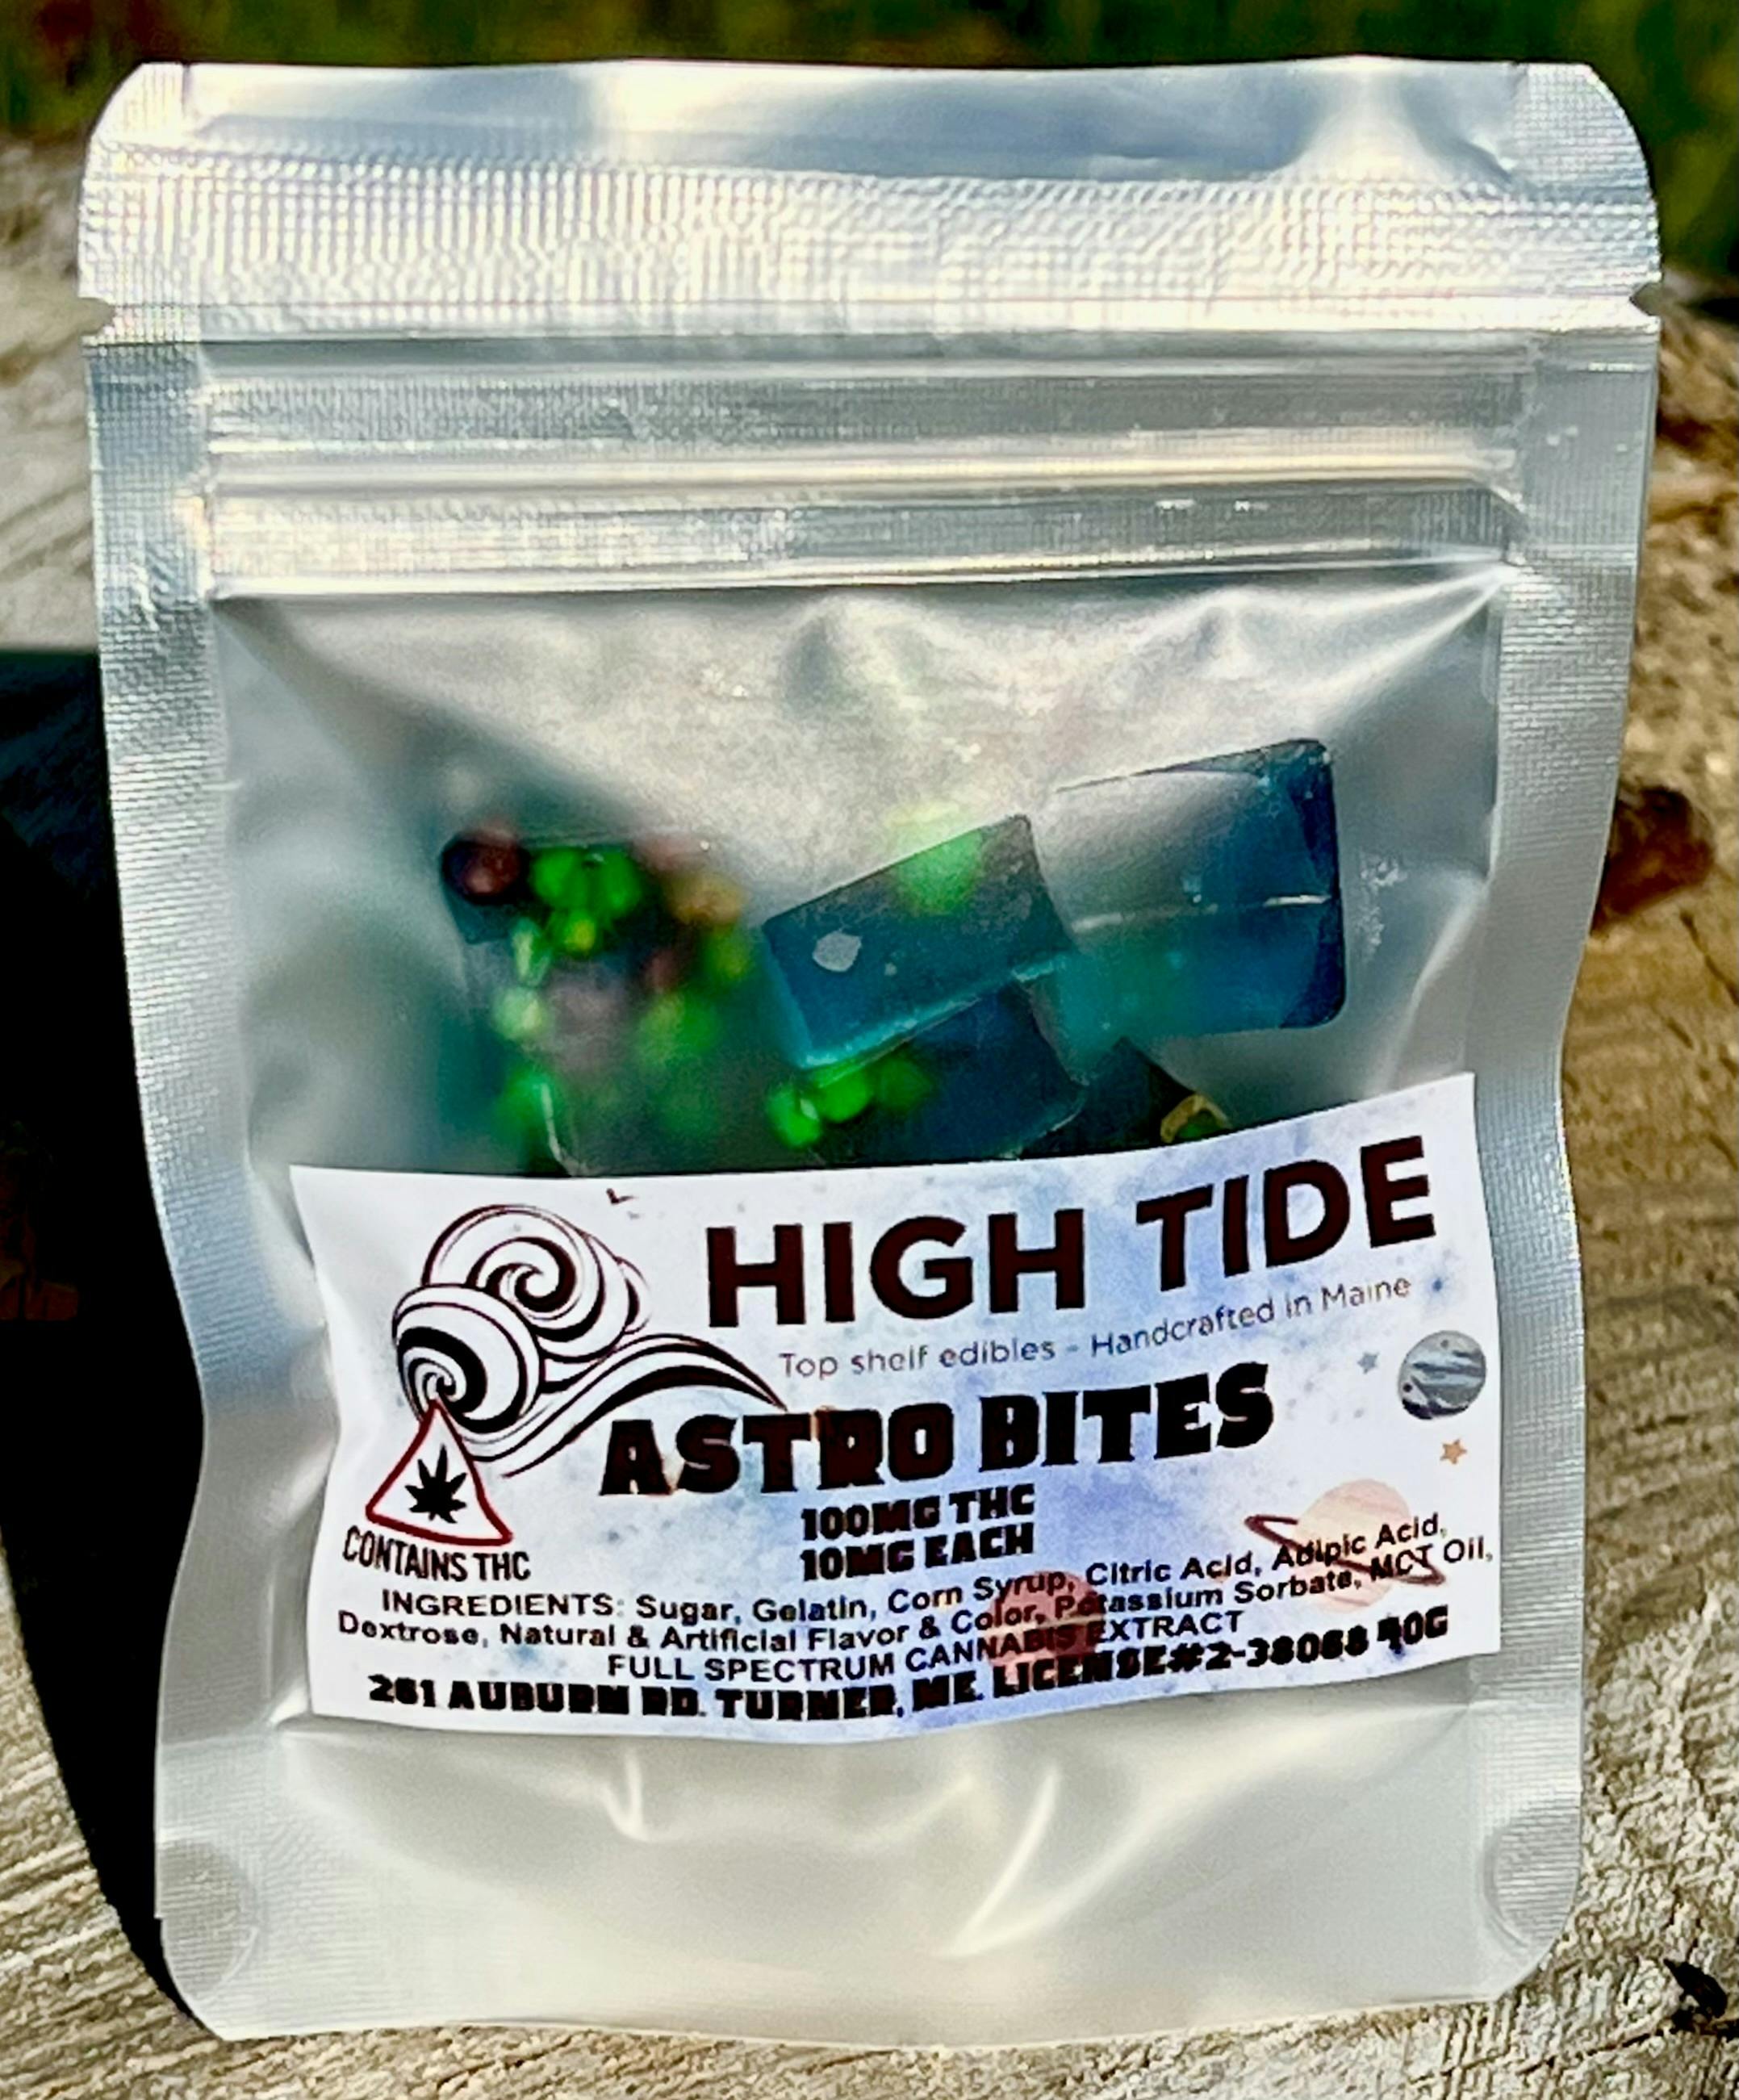 HIGH TIDE
Top shelf edibles - Handcrafted in Maine
ASTRO BITES
100MG THC
10MG EACH
CONTAINS THC
INGREDIENTS: Sugar, Gelatin, Corn Syrup, Citric Acid, Adipic Acid,
Dextrose, Natural & Artificial Flavor & Color, Potassium Sorbate, MCT Oil,
FULL SPECTRUM CANNABIS EXTRACT
261 AUBURN RD. TURNER, ME. LICENSE#2-38068